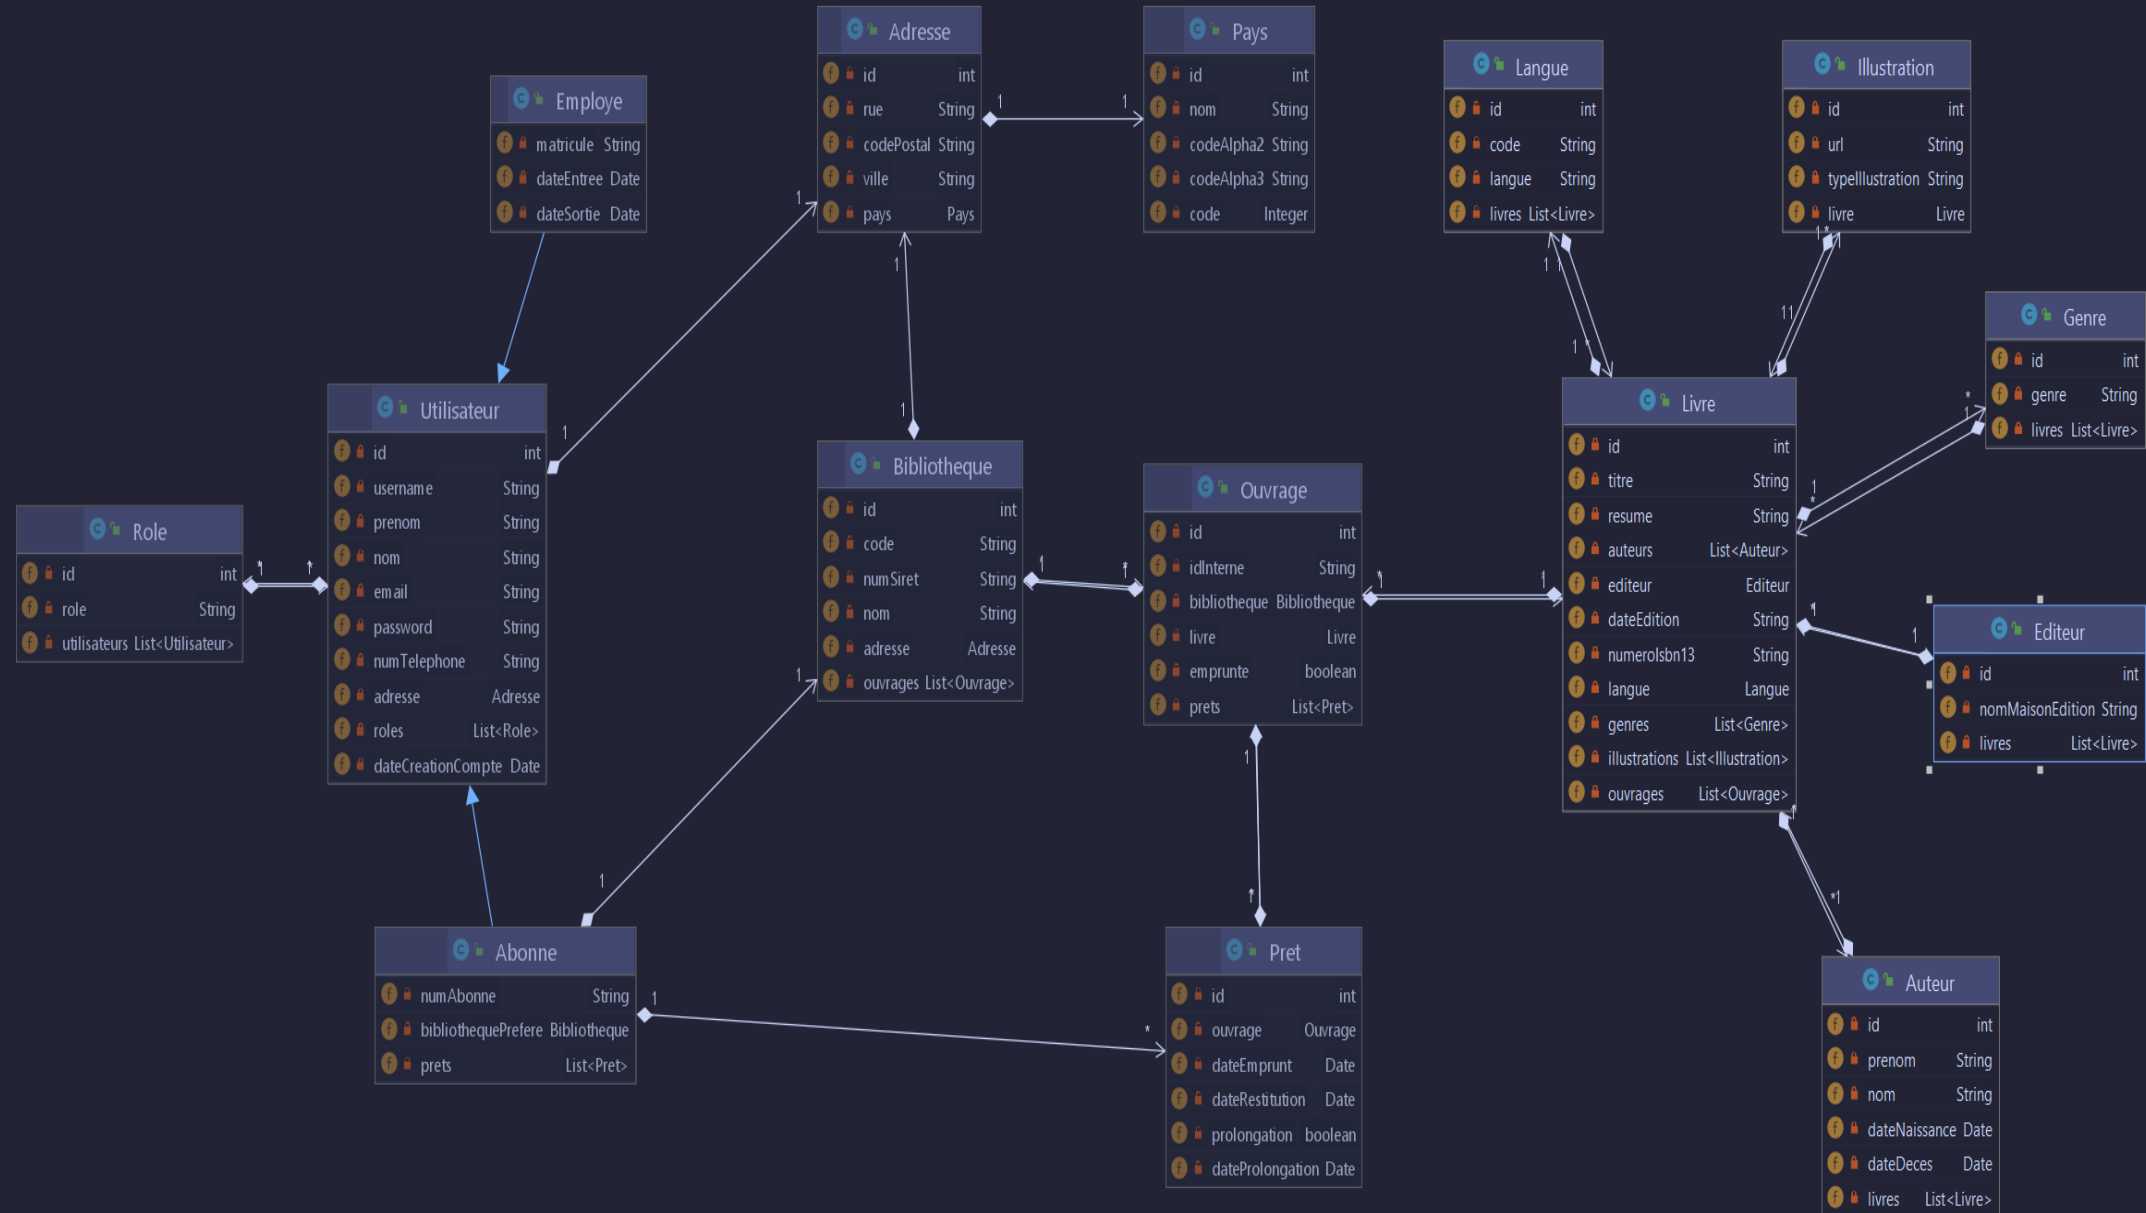 Adresse
id int
rue String
codePostal String
ville String
pays Pays
Pays
id int
nom String
codeAlpha2 String
codeAlpha3 String
code Integer
Langue
id int
code String
langue String
livres List<Livre>
Illustration
id int
url String
typeIllustration String
livre Livre
Employe
matricule String
dateEntree Date
dateSortie Date
Genre
id int
genre String
livres List<Livre>
Utilisateur
id int
username String
prenom String
nom String
email String
password String
numTelephone String
adresse Adresse
roles List<Role>
dateCreationCompte Date
Role
id int
role String
utilisateurs List<Utilisateur>
Bibliotheque
id int
code String
numSiret String
nom String
adresse Adresse
ouvrages List<Ouvrage>
Ouvrage
id int
idInterne String
bibliotheque Bibliotheque
livre Livre
emprunte boolean
prets List<Pret>
Livre
id int
titre String
resume String
auteurs List<Auteur>
editeur Editeur
dateEdition String
numeroIsbn13 String
langue Langue
genres List<Genre>
illustrations List<Illustration>
ouvrages List<Ouvrage>
Editeur
id int
nomMaisonEdition String
livres List<Livre>
Abonne
numAbonne String
bibliothequePrefere Bibliotheque
prets List<Pret>
Pret
id int
ouvrage Ouvrage
dateEmprunt Date
dateRestitution Date
prolongation boolean
dateProlongation Date
Auteur
id int
prenom String
nom String
dateNaissance Date
dateDeces Date
livres List<Livre>